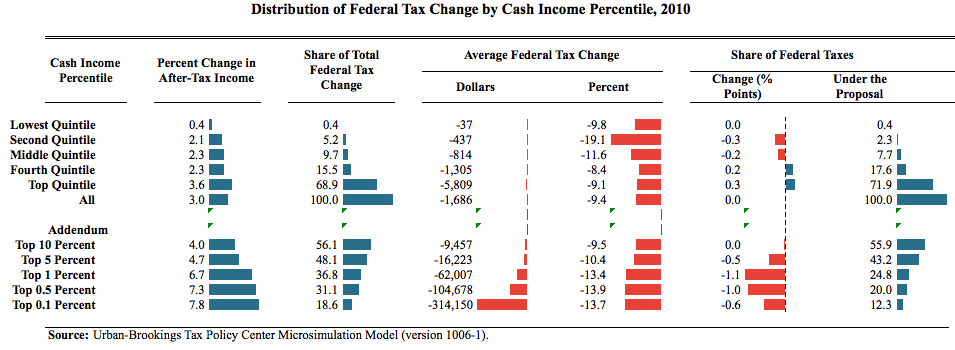 Distribution of Federal Tax Change by Cash Income Percentile, 2010
Cash Income Percentile Percent Change in After-Tax Income Share of Total Federal Tax Change Average Federal Tax Change Share of Federal Taxes
Dollars Percent Change (% Points) Under the Proposal
Lowest Quintile 0.4 0.4 -37 -9.8 0.0 0.4
Second Quintile 2.1 5.2 -437 -19.1 -0.3 2.3
Middle Quintile 2.3 9.7 -814 -11.6 -0.2 7.7
Fourth Quintile 2.3 15.5 -1,305 -8.4 0.2 17.6
Top Quintile 3.6 68.9 -5,809 -9.1 0.3 71.9
All 3.0 100.0 -1,686 -9.4 0.0 100.0
Addendum
Top 10 Percent 4.0 56.1 -9,457 -9.5 0.0 55.9
Top 5 Percent 4.7 48.1 -16,223 -10.4 -0.5 43.2
Top 1 Percent 6.7 36.8 -62,007 -13.4 -1.1 24.8
Top 0.5 Percent 7.3 31.1 -104,678 -13.9 -1.0 20.0
Top 0.1 Percent 7.8 18.6 -314,150 -13.7 -0.6 12.3
Source: Urban-Brookings Tax Policy Center Microsimulation Model (version 1006-1).